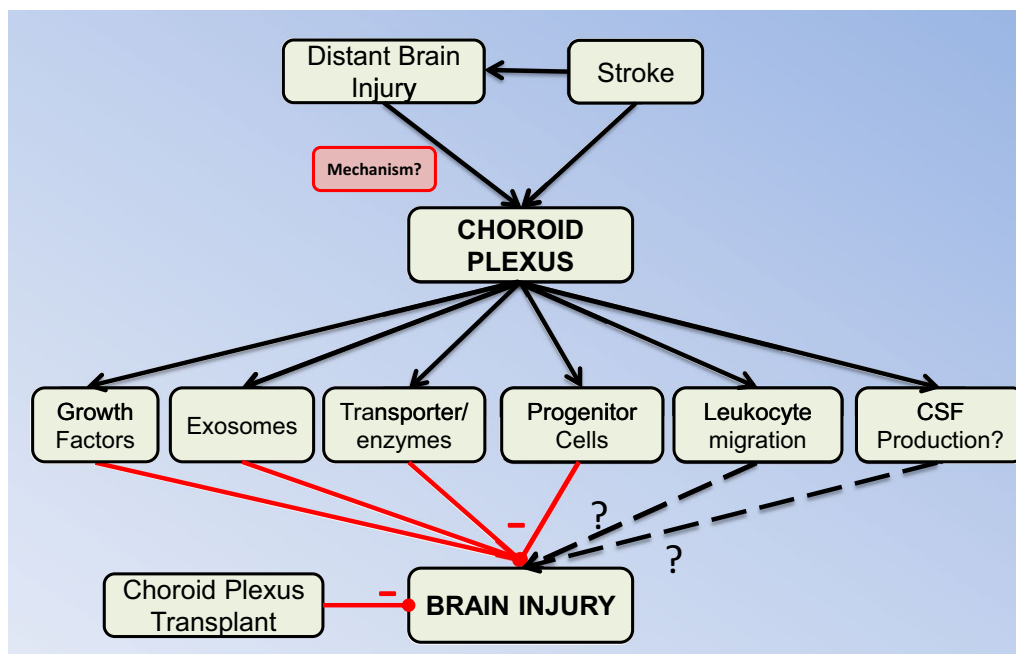 Distant Brain
Injury
Stroke
Mechanism?
CHOROID
PLEXUS
Growth
Factors
Exosomes
Transporter/
enzymes
Progenitor
Cells
Leukocyte
migration
CSF
Production?
-
?
?
Choroid Plexus
Transplant
-
BRAIN INJURY